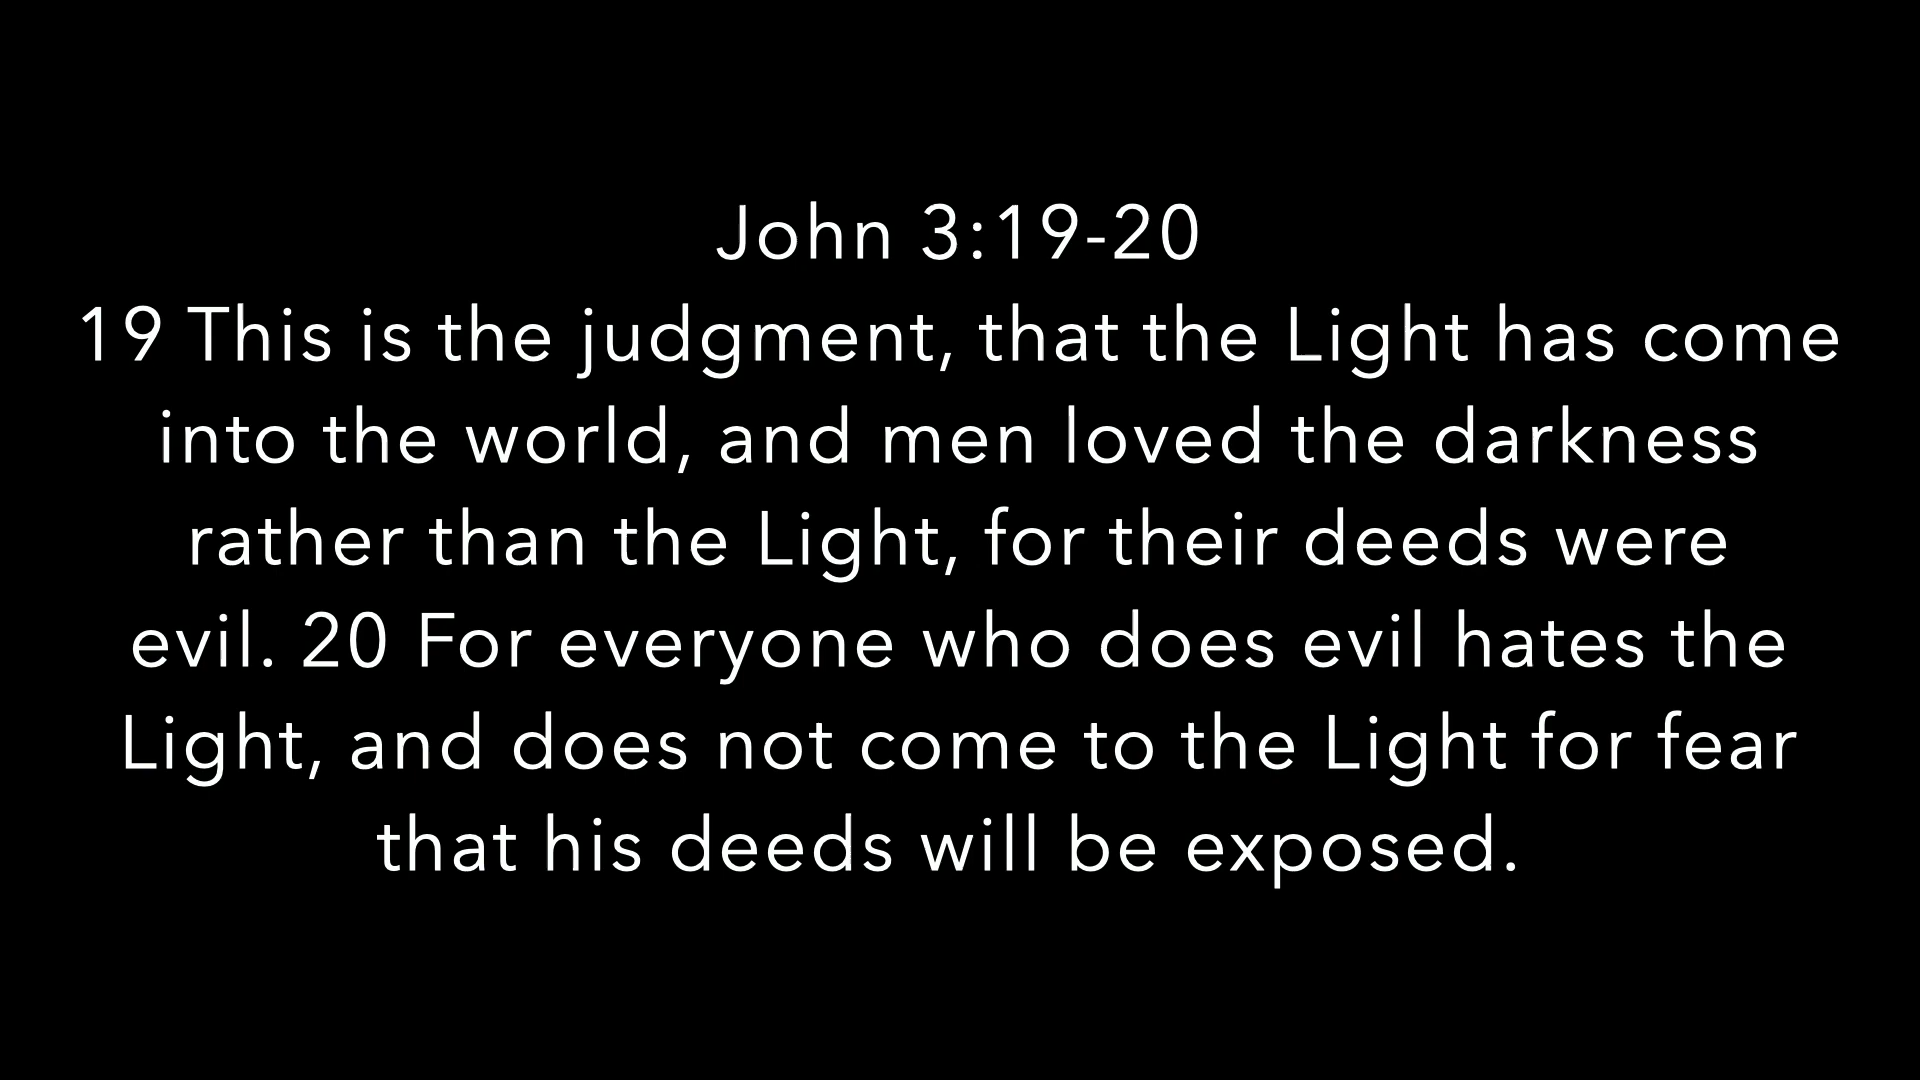 John 3:19-20
19 This is the judgment, that the Light has come
into the world, and men loved the darkness
rather than the Light, for their deeds were
evil. 20 For everyone who does evil hates the
Light, and does not come to the Light for fear
that his deeds will be exposed.